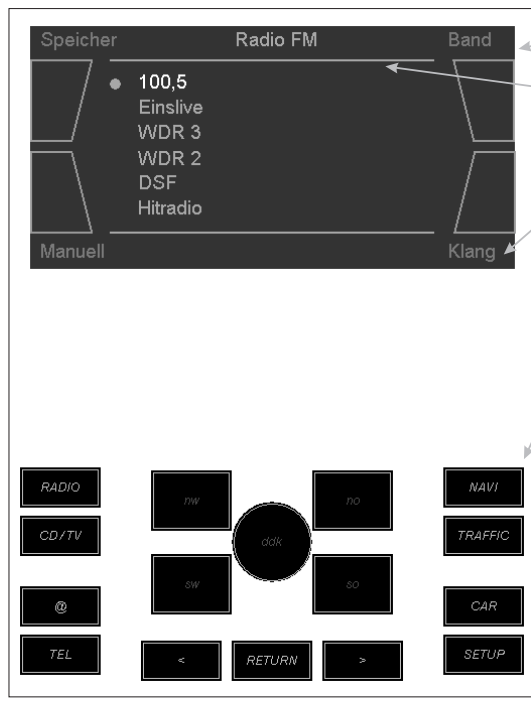 Speicher Radio FM Band
100,5
Einslive
WDR 3
WDR 2
DSF
Hitradio
Manuell Klang
RADIO nw no NAVI
CD/TV ddk TRAFFIC
@ sw so CAR
TEL < RETURN > SETUP